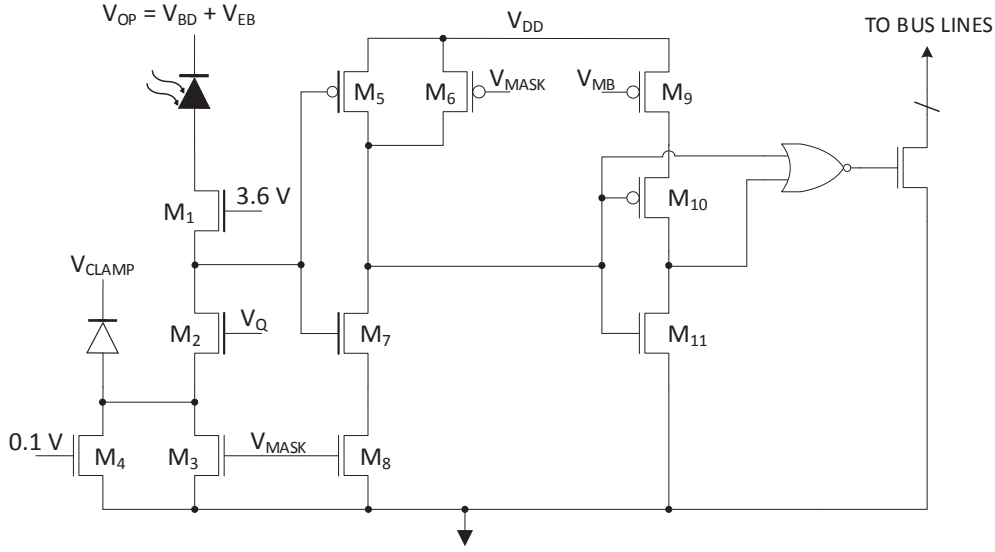 V_OP = V_BD + V_EB
V_DD
TO BUS LINES
M_5
M_6
V_MASK
V_MB
M_9
M_1
3.6 V
M_10
V_CLAMP
M_2
V_Q
M_7
M_11
0.1 V
M_4
M_3
V_MASK
M_8